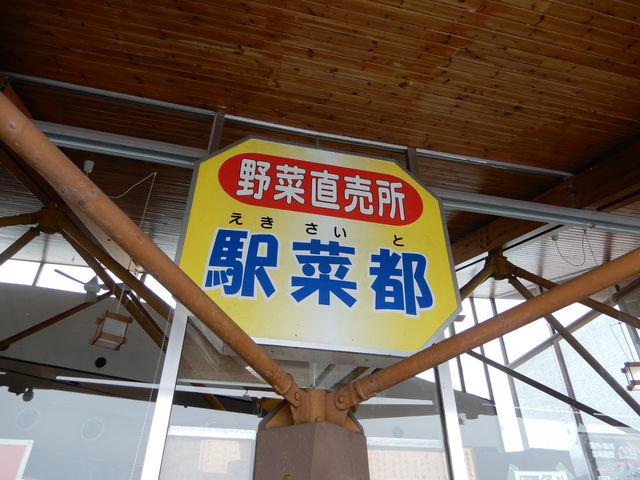 野菜直売所
えき さい と
駅菜都